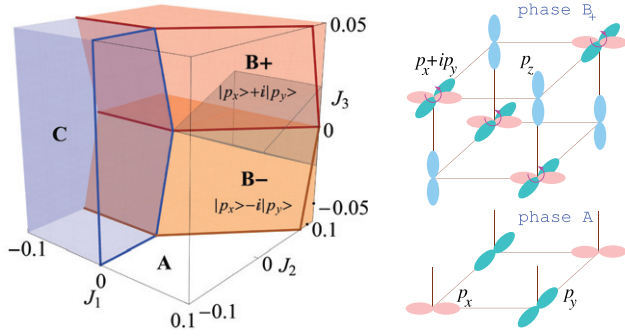 0.05
B+
|p_x>+i|p_y>
J_3
0
C
B−
|p_x>−i|p_y>
−0.05
0.1
−0.1
A
0 J_2
0
J_1
0.1 −0.1
phase B_+
p_x+ip_y
p_z
phase A
p_x
p_y